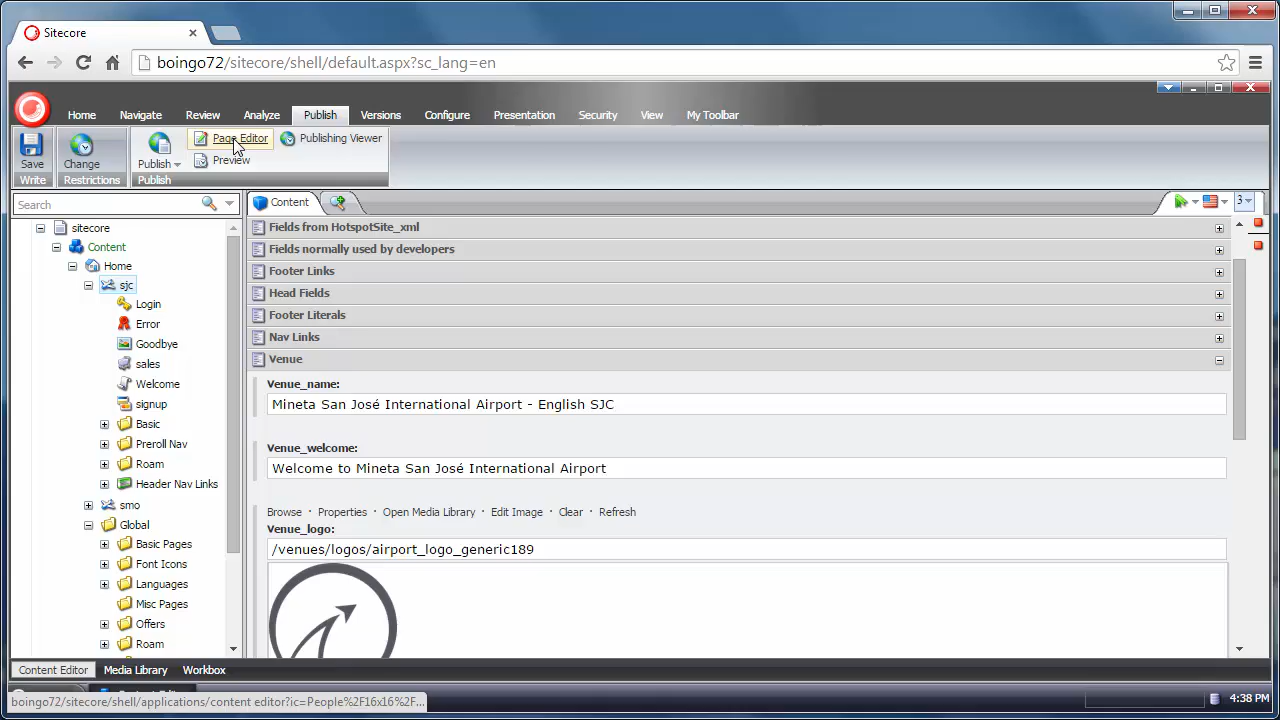 Sitecore
boingo72/sitecore/shell/default.aspx?sc_lang=en
Home Navigate Review Analyze Publish Versions Configure Presentation Security View My Toolbar
Save
Write
Change
Restrictions
Publish
Page Editor
Preview
Publishing Viewer
Publish
Search
Content
3
sitecore
Content
Home
sjc
Login
Error
Goodbye
sales
Welcome
signup
Basic
Preroll Nav
Roam
Header Nav Links
smo
Global
Basic Pages
Font Icons
Languages
Misc Pages
Offers
Roam
Fields from HotspotSite_xml
Fields normally used by developers
Footer Links
Head Fields
Footer Literals
Nav Links
Venue
Venue_name:
Mineta San José International Airport - English SJC
Venue_welcome:
Welcome to Mineta San José International Airport
Browse · Properties · Open Media Library · Edit Image · Clear · Refresh
Venue_logo:
/venues/logos/airport_logo_generic189
Content Editor Media Library Workbox
boingo72/sitecore/shell/applications/content editor?ic=People%2F16x16%2F...
4:38 PM